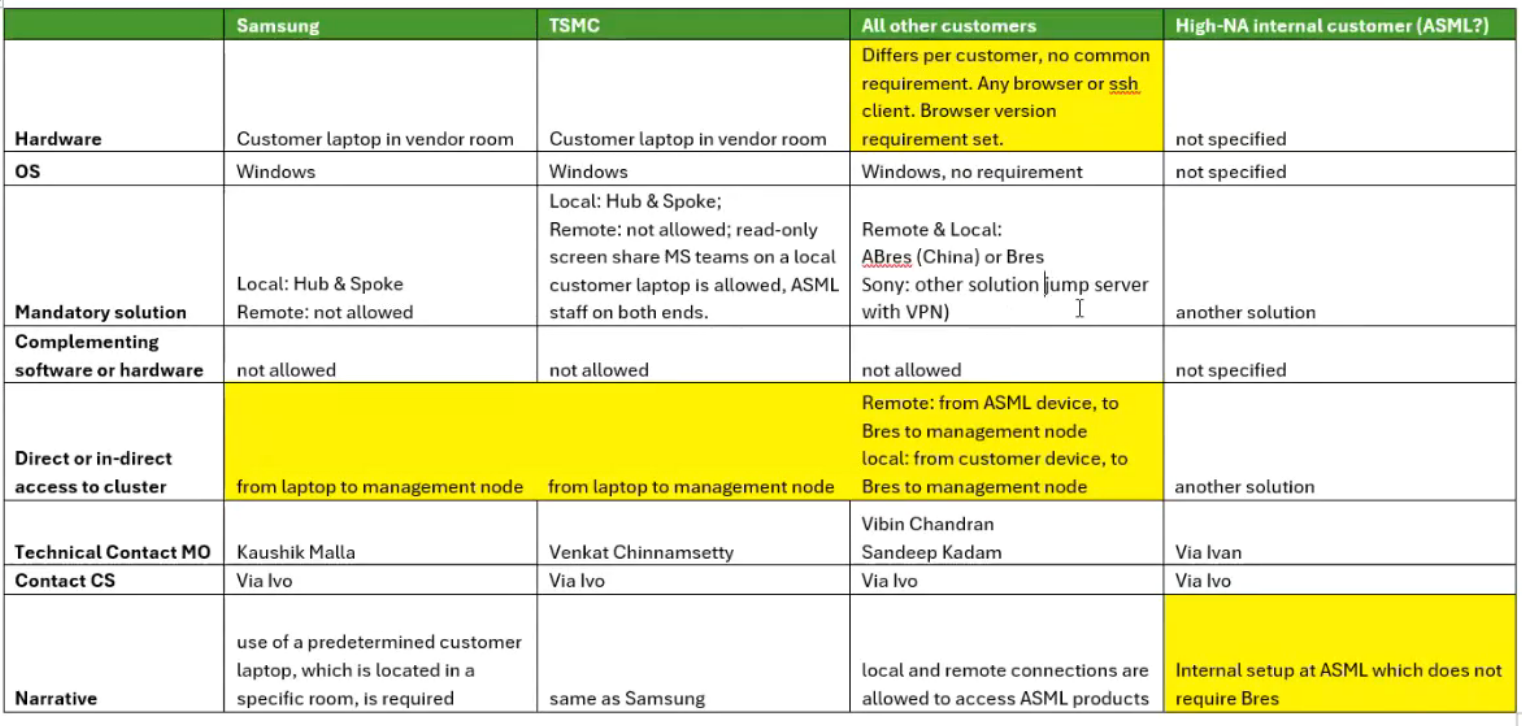 Samsung
TSMC
All other customers
High-NA internal customer (ASML?)
Hardware
Customer laptop in vendor room
Customer laptop in vendor room
Differs per customer, no common
requirement. Any browser or ssh
client. Browser version
requirement set.
not specified
OS
Windows
Windows
Windows, no requirement
not specified
Mandatory solution
Local: Hub & Spoke
Remote: not allowed
Local: Hub & Spoke;
Remote: not allowed; read-only
screen share MS teams on a local
customer laptop is allowed, ASML
staff on both ends.
Remote & Local:
ABres (China) or Bres
Sony: other solution jump server
with VPN)
another solution
Complementing
software or hardware
not allowed
not allowed
not allowed
not specified
Direct or in-direct
access to cluster
from laptop to management node
from laptop to management node
Remote: from ASML device, to
Bres to management node
local: from customer device, to
Bres to management node
another solution
Technical Contact MO
Kaushik Malla
Venkat Chinnamsetty
Vibin Chandran
Sandeep Kadam
Via Ivan
Contact CS
Via Ivo
Via Ivo
Via Ivo
Via Ivo
Narrative
use of a predetermined customer
laptop, which is located in a
specific room, is required
same as Samsung
local and remote connections are
allowed to access ASML products
Internal setup at ASML which does not
require Bres